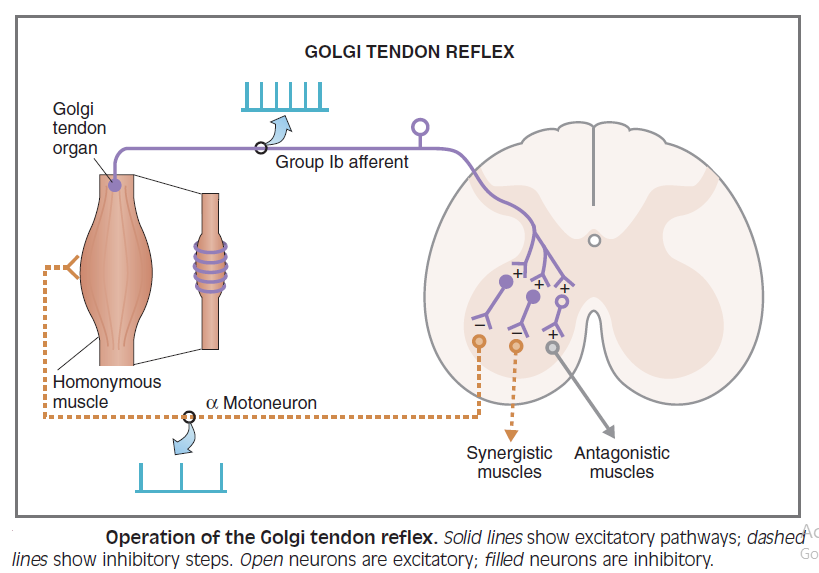 GOLGI TENDON REFLEX
Golgi
tendon
organ
Group Ib afferent
+
+
+
−
−
+
Homonymous
muscle
α Motoneuron
Synergistic
muscles
Antagonistic
muscles
Operation of the Golgi tendon reflex. Solid lines show excitatory pathways; dashed
lines show inhibitory steps. Open neurons are excitatory; filled neurons are inhibitory.
Go